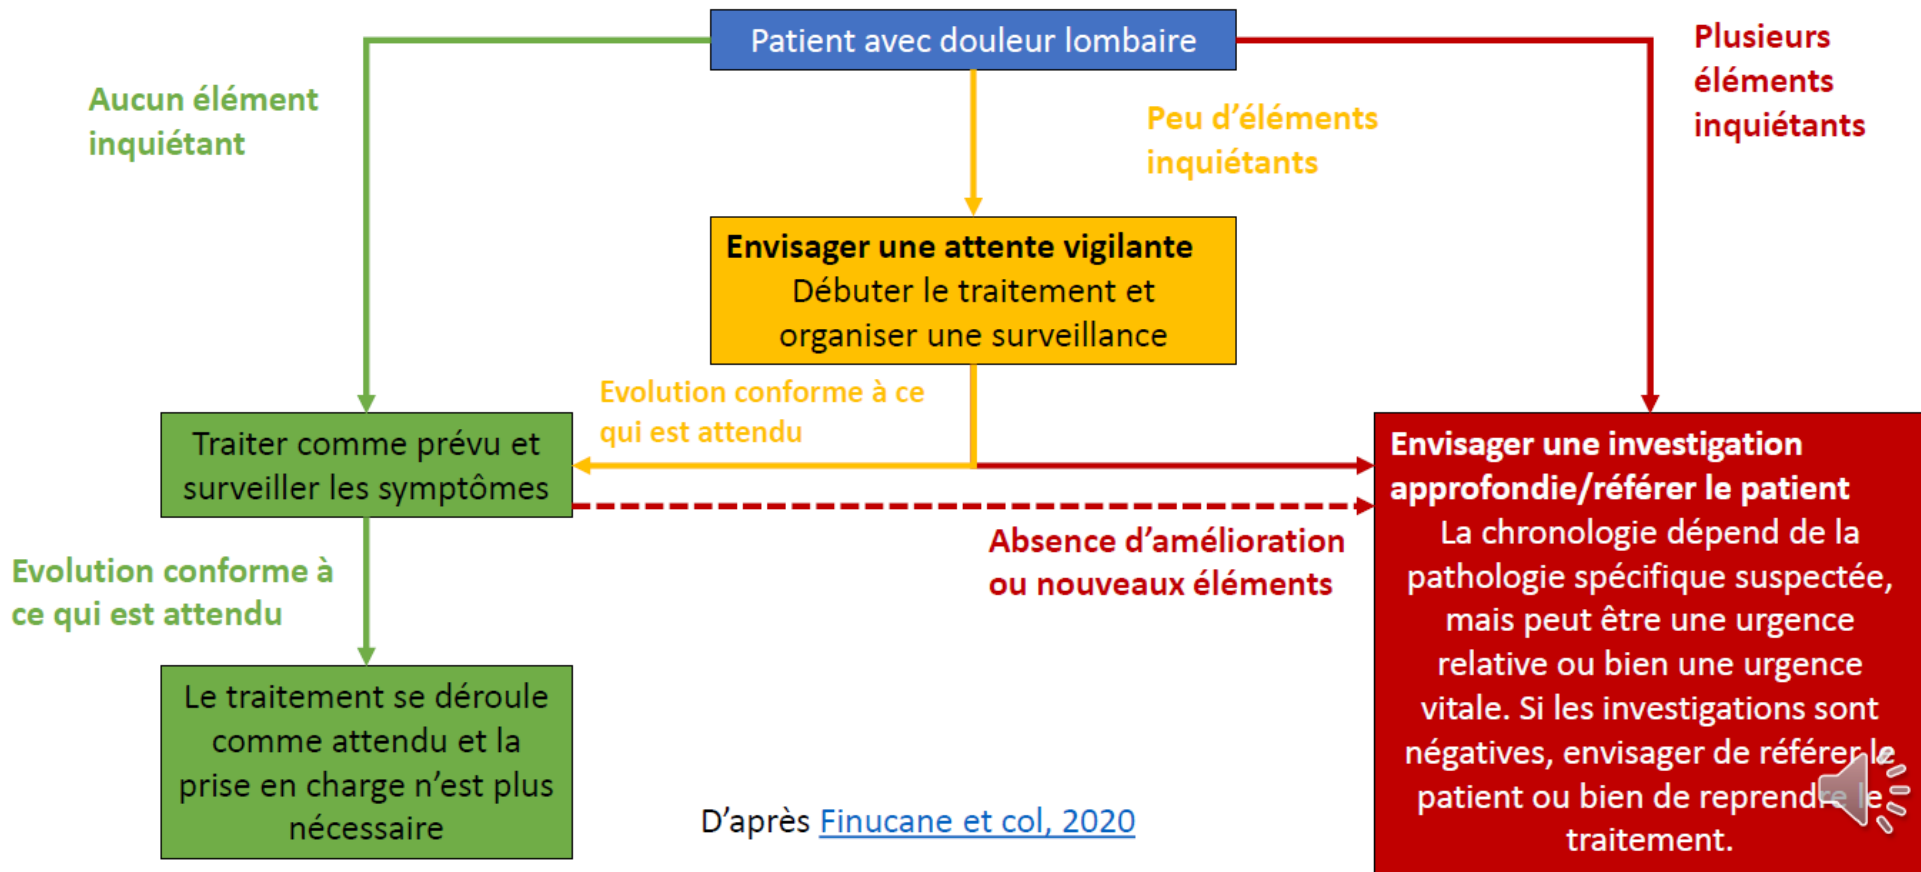 Patient avec douleur lombaire
Aucun élément
inquiétant
Peu d’éléments
inquiétants
Plusieurs
éléments
inquiétants
Envisager une attente vigilante
Débuter le traitement et
organiser une surveillance
Evolution conforme à ce
qui est attendu
Traiter comme prévu et
surveiller les symptômes
Absence d’amélioration
ou nouveaux éléments
Evolution conforme à
ce qui est attendu
Le traitement se déroule
comme attendu et la
prise en charge n’est plus
nécessaire
Envisager une investigation
approfondie/référer le patient
La chronologie dépend de la
pathologie spécifique suspectée,
mais peut être une urgence
relative ou bien une urgence
vitale. Si les investigations sont
négatives, envisager de référer le
patient ou bien de reprendre le
traitement.
D’après Finucane et col, 2020